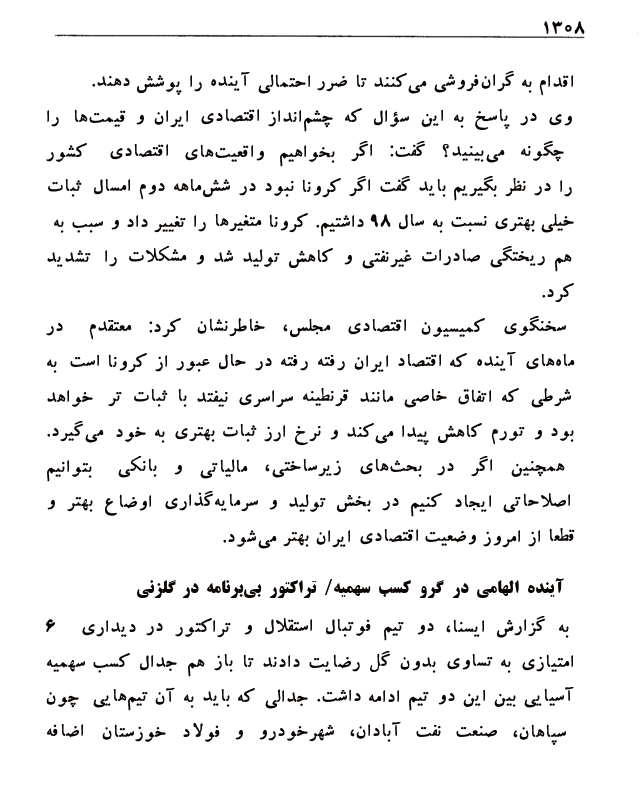 ۱۳۰۸
اقدام به گران‌فروشی می‌کنند تا ضرر احتمالی آینده را پوشش دهند.
وی در پاسخ به این سؤال که چشم‌انداز اقتصادی ایران و قیمت‌ها را
چگونه می‌بینید؟ گفت: اگر بخواهیم واقعیت‌های اقتصادی کشور
را در نظر بگیریم باید گفت اگر کرونا نبود در شش‌ماهه دوم امسال ثبات
خیلی بهتری نسبت به سال ۹۸ داشتیم. کرونا متغیرها را تغییر داد و سبب به
هم ریختگی صادرات غیرنفتی و کاهش تولید شد و مشکلات را تشدید
کرد.
سخنگوی کمیسیون اقتصادی مجلس، خاطرنشان کرد: معتقدم در
ماه‌های آینده که اقتصاد ایران رفته رفته در حال عبور از کرونا است به
شرطی که اتفاق خاصی مانند قرنطینه سراسری نیفتد با ثبات تر خواهد
بود و تورم کاهش پیدا می‌کند و نرخ ارز ثبات بهتری به خود می‌گیرد.
همچنین اگر در بحث‌های زیرساختی، مالیاتی و بانکی بتوانیم
اصلاحاتی ایجاد کنیم در بخش تولید و سرمایه‌گذاری اوضاع بهتر و
قطعا از امروز وضعیت اقتصادی ایران بهتر می‌شود.
آینده الهامی در گرو کسب سهمیه/ تراکتور بی‌برنامه در گلزنی
به گزارش ایسنا، دو تیم فوتبال استقلال و تراکتور در دیداری ۶
امتیازی به تساوی بدون گل رضایت دادند تا باز هم جدال کسب سهمیه
آسیایی بین این دو تیم ادامه داشت. جدالی که باید به آن تیم‌هایی چون
سپاهان، صنعت نفت آبادان، شهرخودرو و فولاد خوزستان اضافه